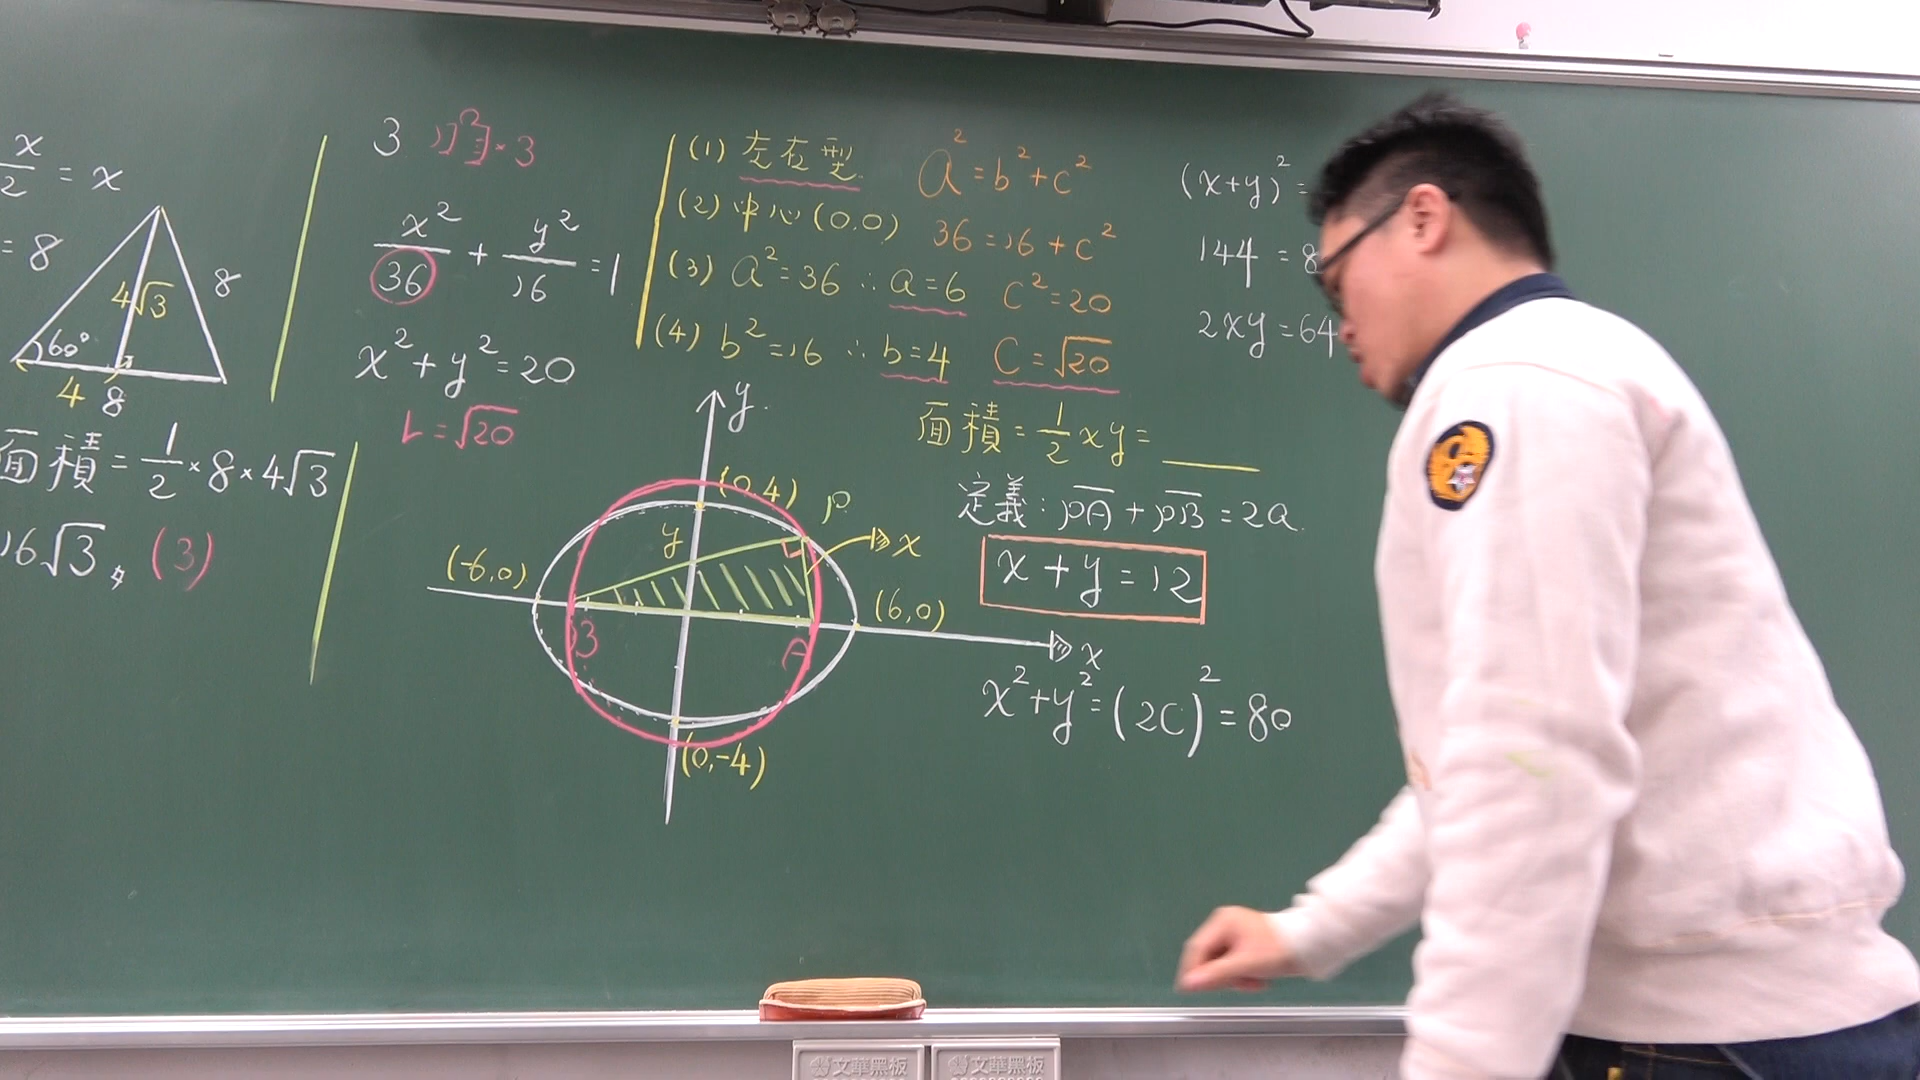 x/2 = x
= 8
4√3
8
60°
4 8
面積 = 1/2 × 8 × 4√3
16√3 , (3)
3 習·3
x²/36 + y²/16 = 1
x² + y² = 20
r = √20
(1) 左右型
(2) 中心 (0,0)
(3) a² = 36 ∴ a = 6
(4) b² = 16 ∴ b = 4
a² = b² + c²
36 = 16 + c²
c² = 20
c = √20
(x+y)² =
144 = 8
2xy = 64
面積 = 1/2 xy =
定義: PA + PB = 2a.
x + y = 12
x² + y² = (2c)² = 80
y
(0,4)
P
y
x
(-6,0)
(6,0)
B
A
x
(0,-4)
文華黑板
文華黑板